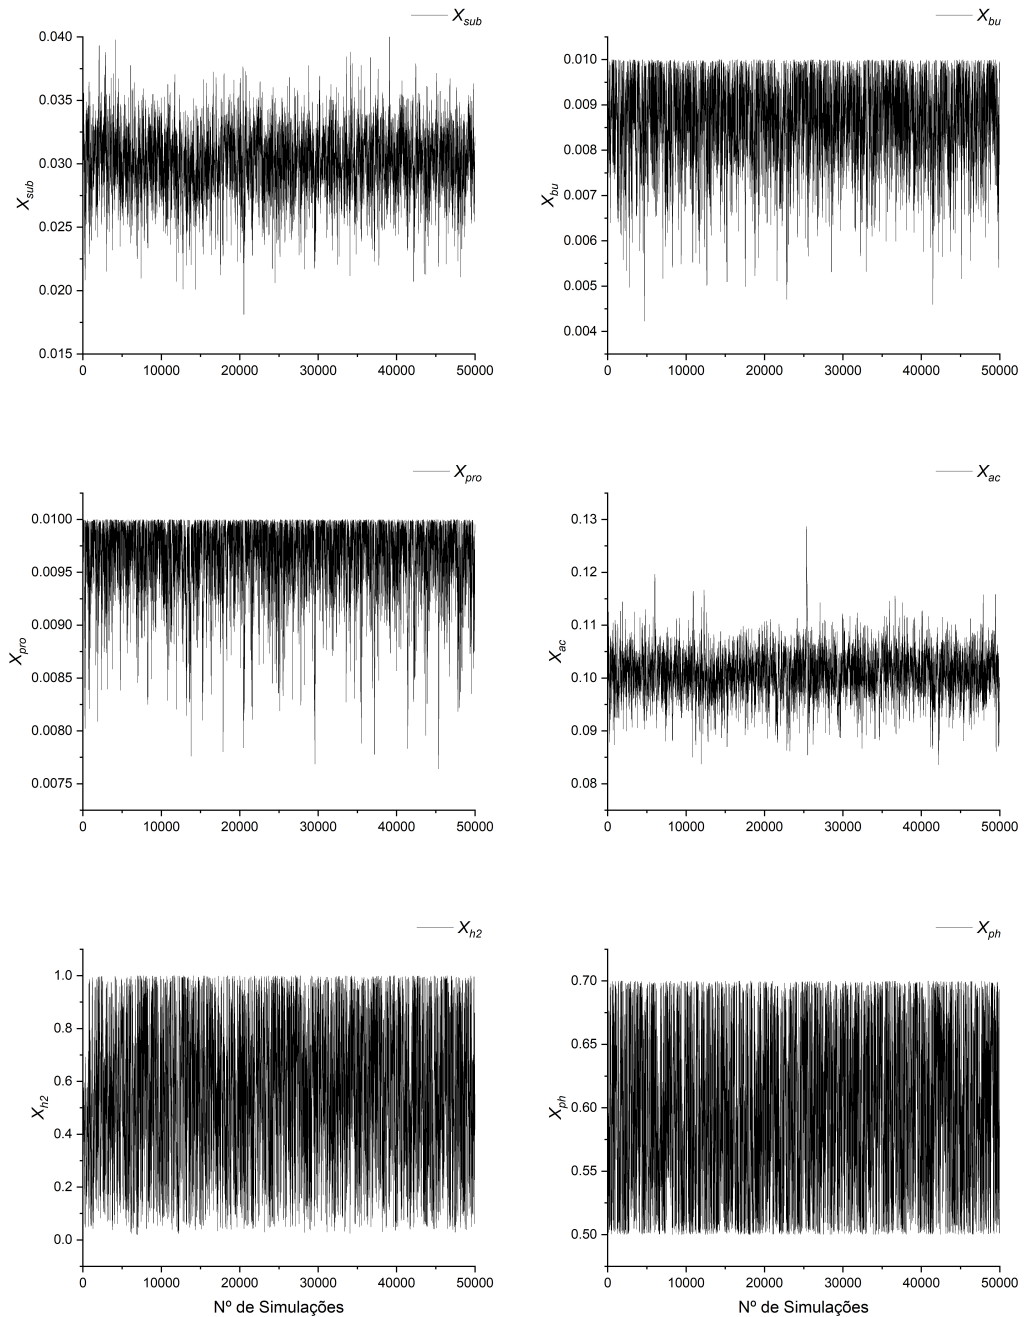 X_sub
0.040
0.035
0.030
0.025
0.020
0.015
X_sub
0 10000 20000 30000 40000 50000
X_bu
0.010
0.009
0.008
0.007
0.006
0.005
0.004
X_bu
0 10000 20000 30000 40000 50000
X_pro
0.0100
0.0095
0.0090
0.0085
0.0080
0.0075
X_pro
0 10000 20000 30000 40000 50000
X_ac
0.13
0.12
0.11
0.10
0.09
0.08
X_ac
0 10000 20000 30000 40000 50000
X_h2
1.0
0.8
0.6
0.4
0.2
0.0
X_h2
0 10000 20000 30000 40000 50000
Nº de Simulações
X_ph
0.70
0.65
0.60
0.55
0.50
X_ph
0 10000 20000 30000 40000 50000
Nº de Simulações